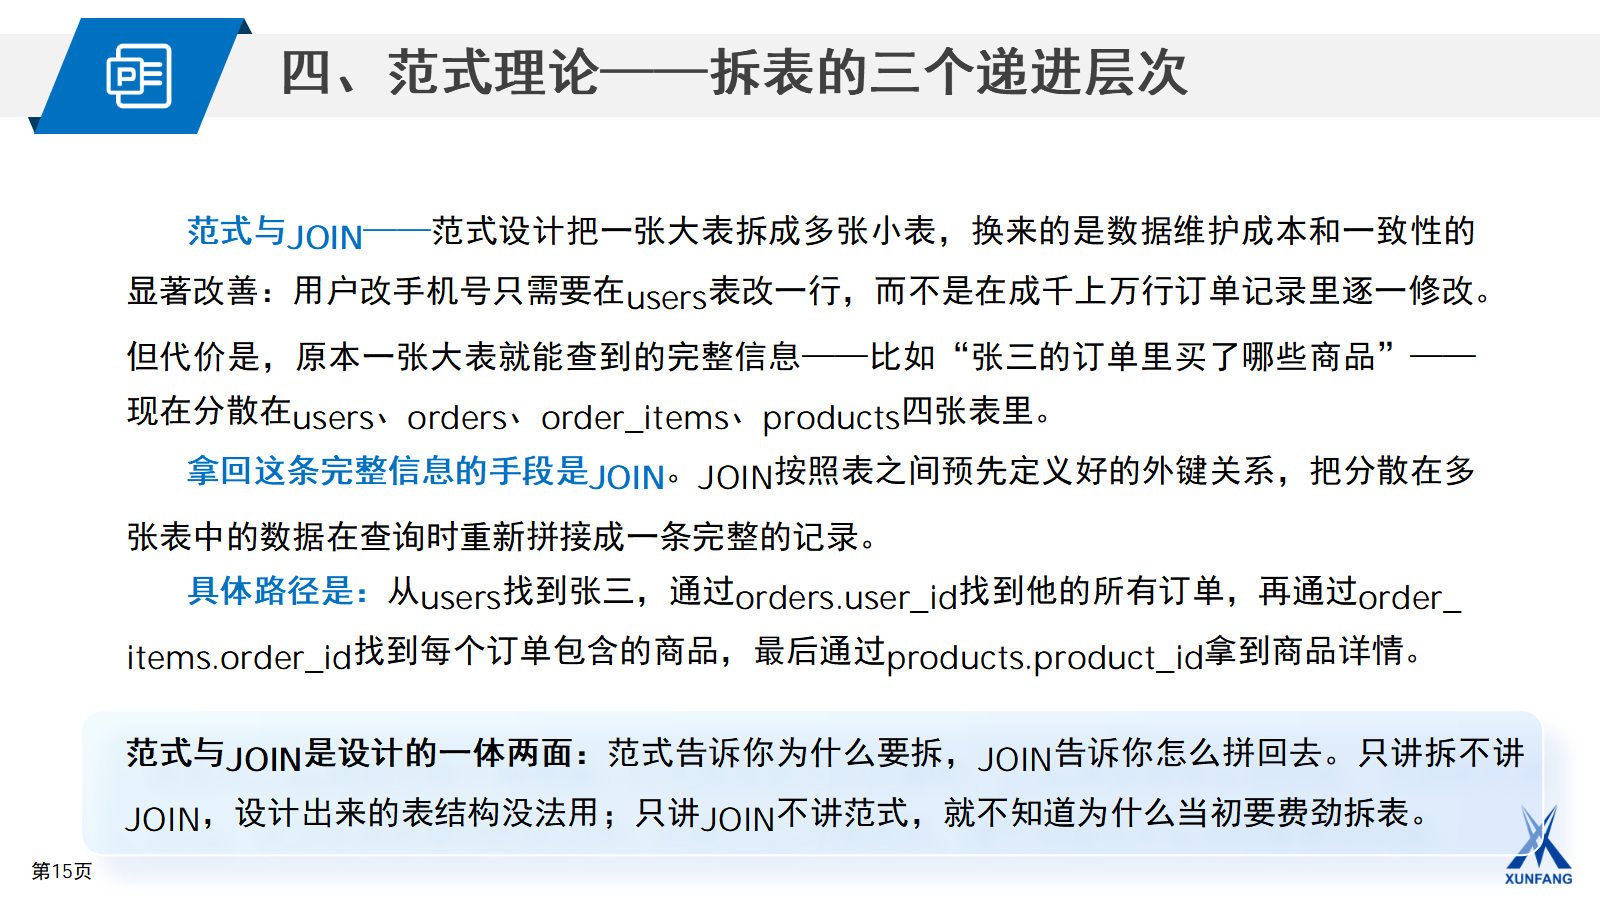 四、范式理论——拆表的三个递进层次
范式与JOIN——范式设计把一张大表拆成多张小表，换来的是数据维护成本和一致性的
显著改善：用户改手机号只需要在users表改一行，而不是在成千上万行订单记录里逐一修改。
但代价是，原本一张大表就能查到的完整信息——比如“张三的订单里买了哪些商品”——
现在分散在users、orders、order_items、products四张表里。
拿回这条完整信息的手段是JOIN。JOIN按照表之间预先定义好的外键关系，把分散在多
张表中的数据在查询时重新拼接成一条完整的记录。
具体路径是：从users找到张三，通过orders.user_id找到他的所有订单，再通过order_
items.order_id找到每个订单包含的商品，最后通过products.product_id拿到商品详情。
范式与JOIN是设计的一体两面：范式告诉你为什么要拆，JOIN告诉你怎么拼回去。只讲拆不讲
JOIN，设计出来的表结构没法用；只讲JOIN不讲范式，就不知道为什么当初要费劲拆表。
第15页
XUNFANG